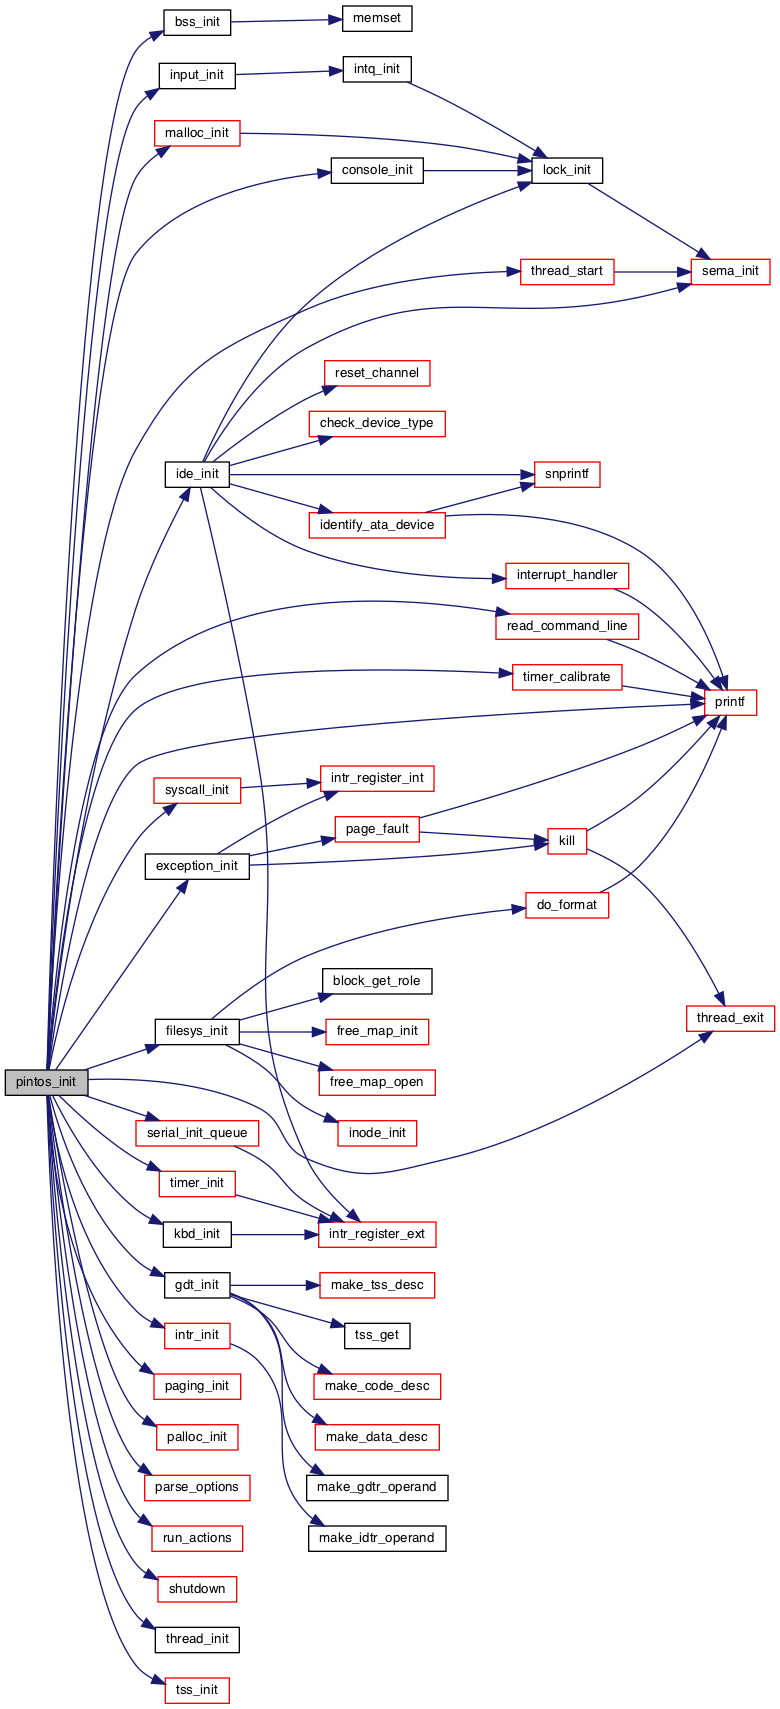 bss_init
memset
input_init
intq_init
malloc_init
console_init
lock_init
thread_start
sema_init
reset_channel
check_device_type
ide_init
snprintf
identify_ata_device
interrupt_handler
read_command_line
timer_calibrate
printf
syscall_init
intr_register_int
page_fault
kill
exception_init
do_format
block_get_role
filesys_init
free_map_init
thread_exit
pintos_init
free_map_open
serial_init_queue
inode_init
timer_init
kbd_init
intr_register_ext
gdt_init
make_tss_desc
intr_init
tss_get
paging_init
make_code_desc
palloc_init
make_data_desc
parse_options
make_gdtr_operand
run_actions
make_idtr_operand
shutdown
thread_init
tss_init